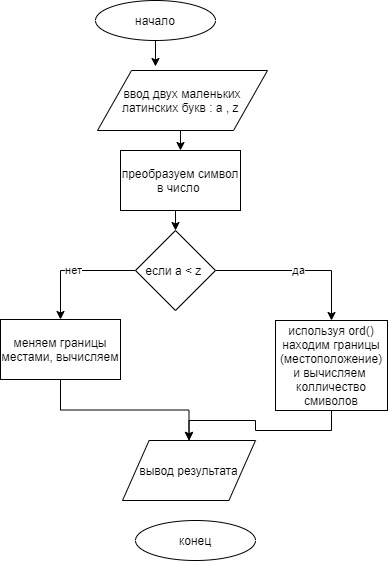 начало
ввод двух маленьких
латинских букв : a , z
преобразуем символ
в число
если a < z
нет
да
меняем границы
местами, вычисляем
используя ord()
находим границы
(местоположение)
и вычисляем
колличество
смиволов
вывод результата
конец